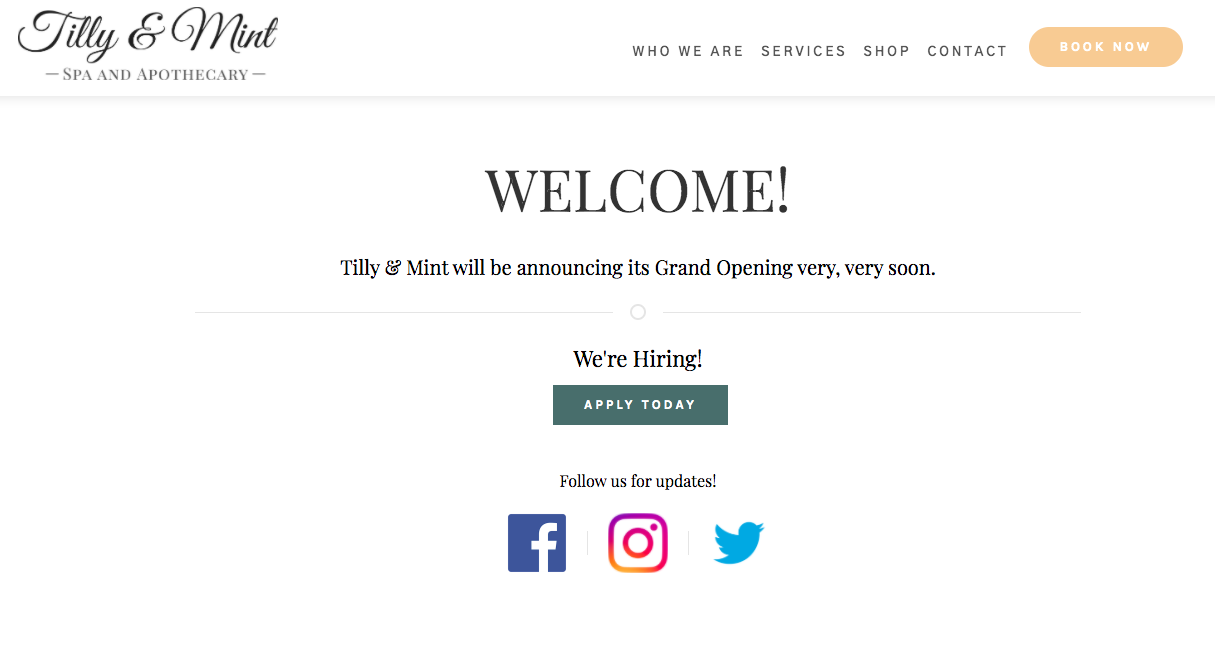 Tilly & Mint
— Spa and Apothecary —
WHO WE ARE SERVICES SHOP CONTACT BOOK NOW
WELCOME!
Tilly & Mint will be announcing its Grand Opening very, very soon.
We're Hiring!
APPLY TODAY
Follow us for updates!